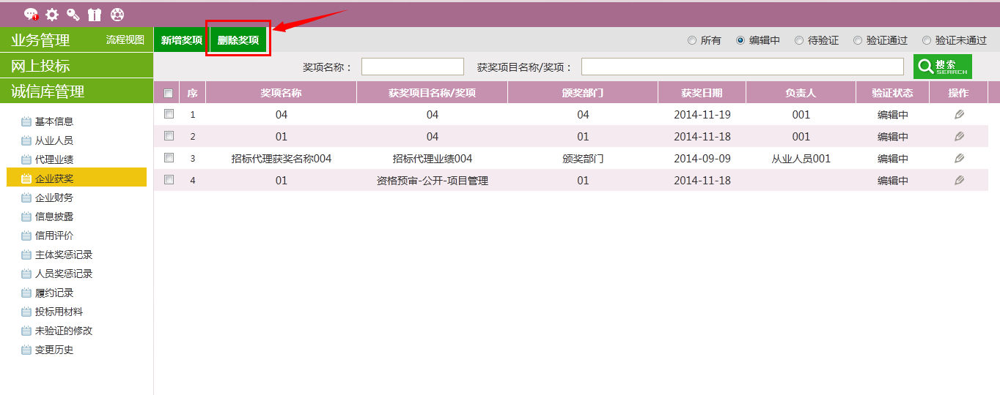 业务管理 流程视图 新增奖项 删除奖项 所有 编辑中 待验证 验证通过 验证未通过
网上投标 奖项名称： 获奖项目名称/奖项： 搜索 SEARCH
诚信库管理
序 奖项名称 获奖项目名称/奖项 颁奖部门 获奖日期 负责人 验证状态 操作
1 04 04 04 2014-11-19 001 编辑中
2 01 04 01 2014-11-18 001 编辑中
3 招标代理获奖名称004 招标代理业绩004 颁奖部门 2014-09-09 从业人员001 编辑中
4 01 资格预审-公开-项目管理 01 2014-11-18 编辑中
基本信息
从业人员
代理业绩
企业获奖
企业财务
信息披露
信用评价
主体奖惩记录
人员奖惩记录
履约记录
投标用材料
未验证的修改
变更历史